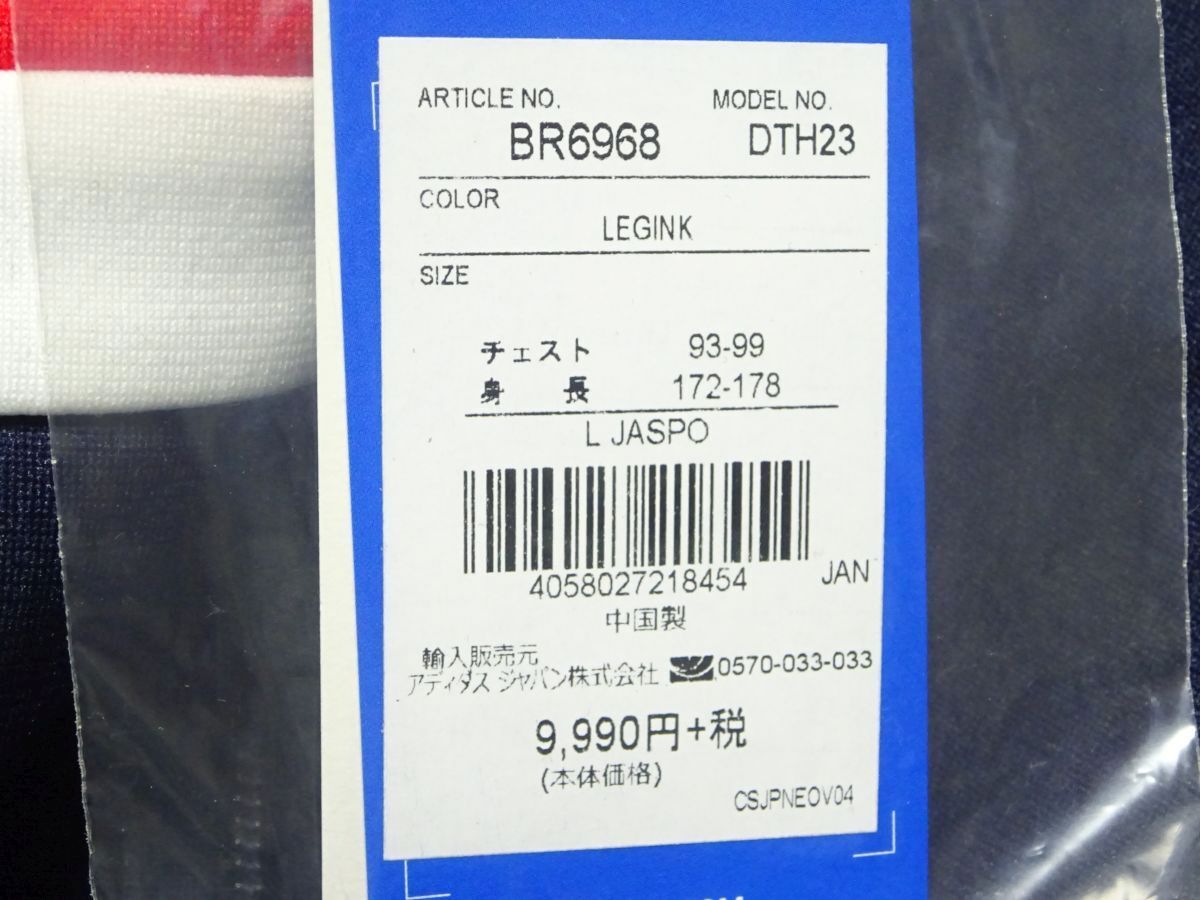 ARTICLE NO. MODEL NO.
BR6968 DTH23
COLOR
LEGINK
SIZE
チェスト 93-99
身 長 172-178
L JASPO
4058027218454 JAN
中国製
輸入販売元
アディダス ジャパン株式会社 0570-033-033
9,990円+税
(本体価格)
CSJPNEOV04